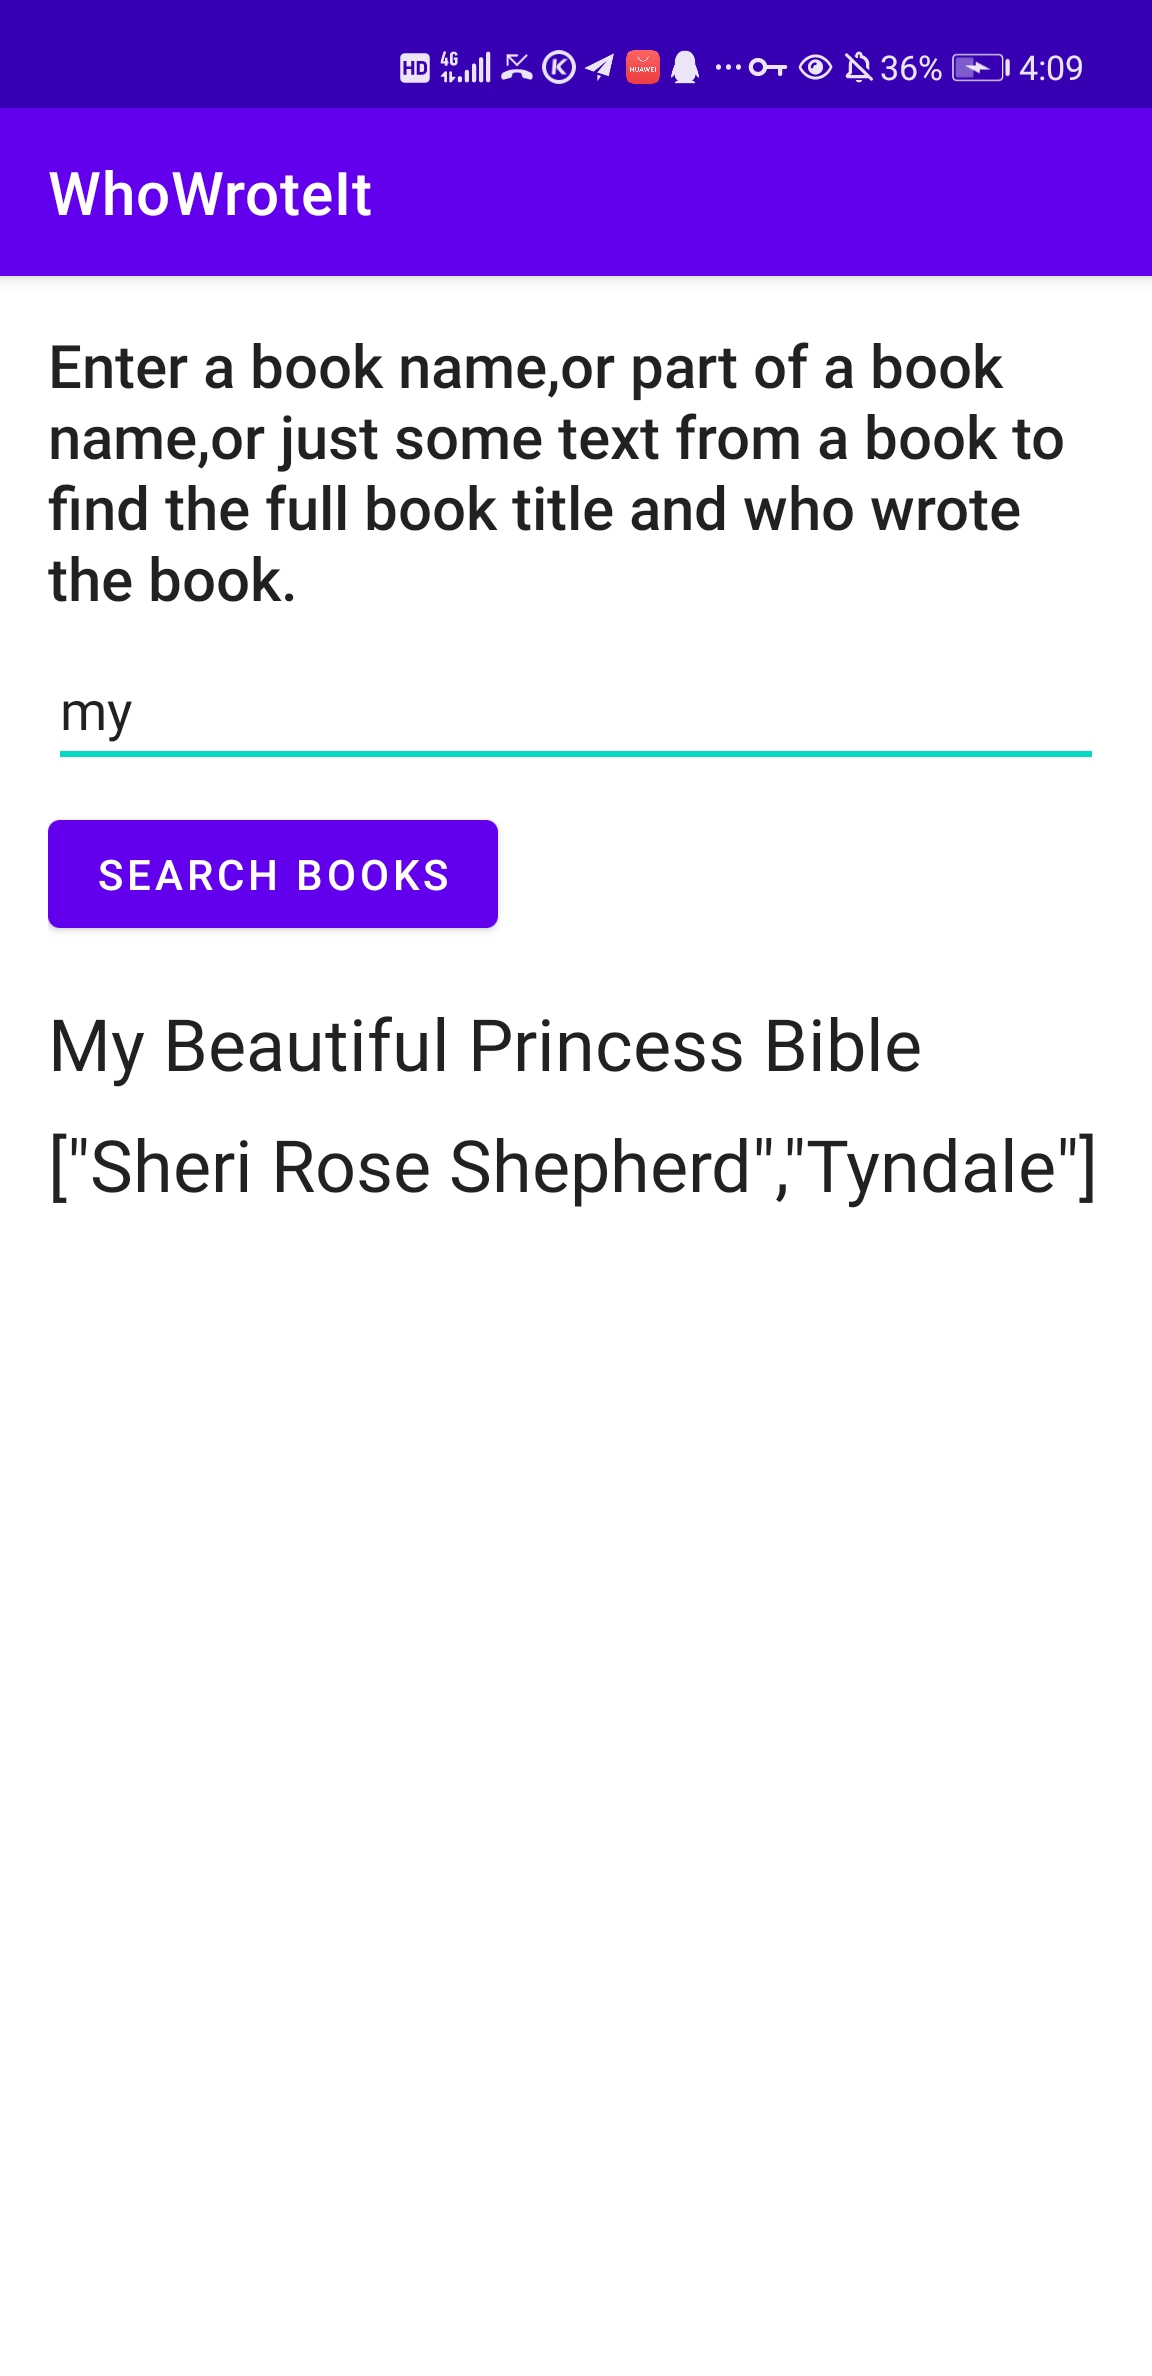 HD 4G K HUAWEI 36% 4:09
WhoWroteIt
Enter a book name,or part of a book
name,or just some text from a book to
find the full book title and who wrote
the book.
my
SEARCH BOOKS
My Beautiful Princess Bible
["Sheri Rose Shepherd","Tyndale"]